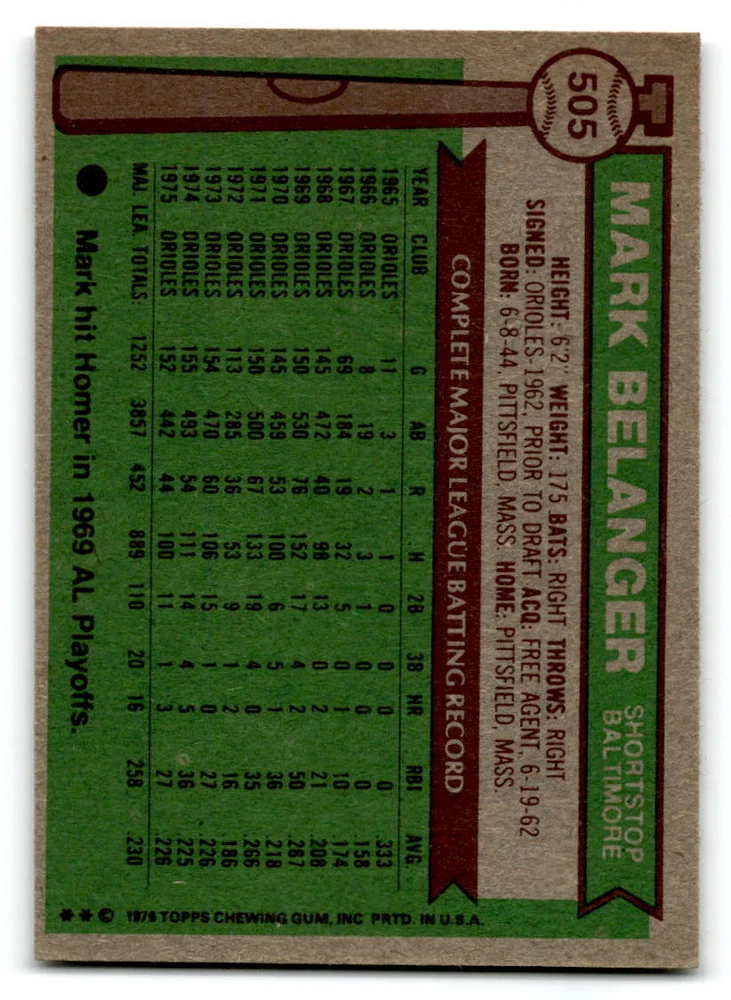 505
MARK BELANGER
SHORTSTOP
BALTIMORE
HEIGHT: 6'2" WEIGHT: 175 BATS: RIGHT THROWS: RIGHT
SIGNED: ORIOLES-1962, PRIOR TO DRAFT ACQ: FREE AGENT, 6-19-62
BORN: 6-8-44, PITTSFIELD, MASS. HOME: PITTSFIELD, MASS.
COMPLETE MAJOR LEAGUE BATTING RECORD
YEAR CLUB G AB R H 2B 3B HR RBI AVG.
1965 ORIOLES 11 3 1 1 0 0 0 0 .333
1966 ORIOLES 8 19 2 3 1 0 0 0 .158
1967 ORIOLES 69 184 19 32 5 0 1 10 .174
1968 ORIOLES 145 472 40 98 13 0 2 21 .208
1969 ORIOLES 150 530 76 152 17 4 2 50 .287
1970 ORIOLES 145 459 53 100 6 5 1 36 .218
1971 ORIOLES 150 500 67 133 19 4 0 35 .266
1972 ORIOLES 113 285 36 53 9 1 2 16 .186
1973 ORIOLES 154 470 60 106 15 1 0 27 .226
1974 ORIOLES 155 493 54 111 14 4 5 36 .225
1975 ORIOLES 152 442 44 100 11 1 3 27 .226
MAJ. LEA. TOTALS: 1252 3857 452 889 110 20 16 258 .230
Mark hit Homer in 1969 AL Playoffs.
** © 1976 TOPPS CHEWING GUM, INC PRTD. IN U.S.A.